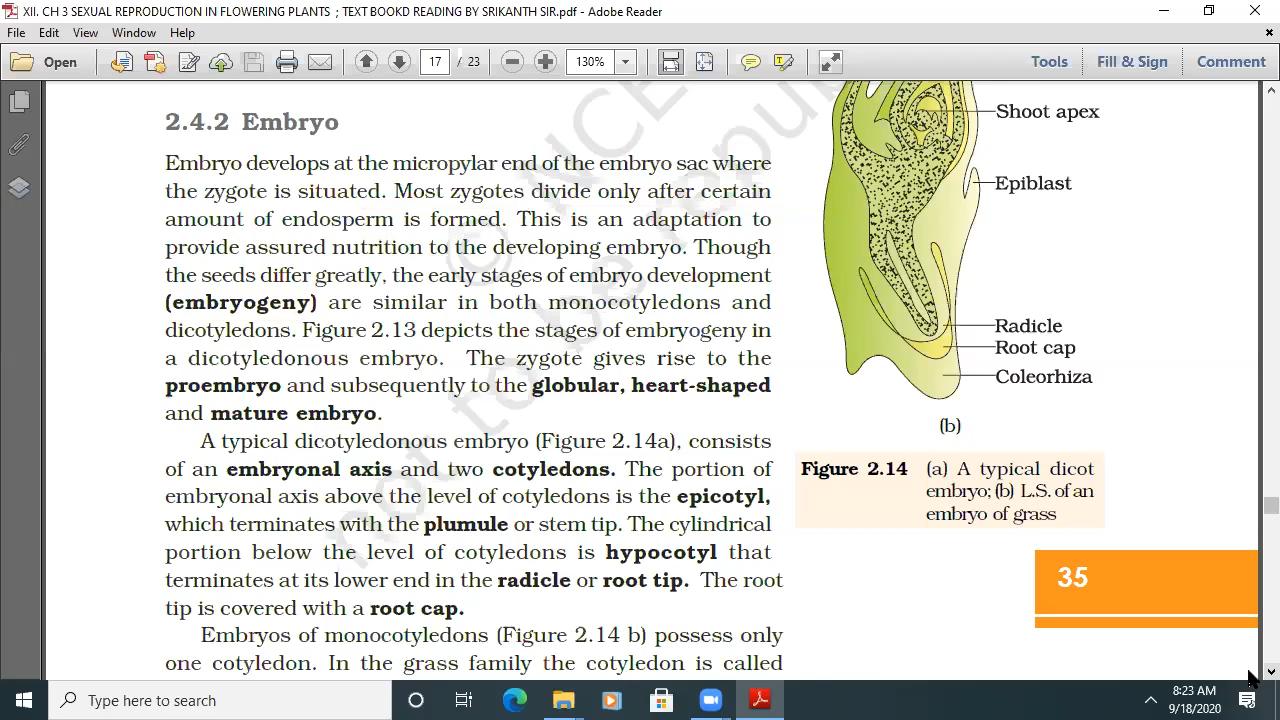 XII. CH 3 SEXUAL REPRODUCTION IN FLOWERING PLANTS ; TEXT BOOKD READING BY SRIKANTH SIR.pdf - Adobe Reader
File Edit View Window Help
Open 17 / 23 130% Tools Fill & Sign Comment
2.4.2 Embryo
Embryo develops at the micropylar end of the embryo sac where
the zygote is situated. Most zygotes divide only after certain
amount of endosperm is formed. This is an adaptation to
provide assured nutrition to the developing embryo. Though
the seeds differ greatly, the early stages of embryo development
(embryogeny) are similar in both monocotyledons and
dicotyledons. Figure 2.13 depicts the stages of embryogeny in
a dicotyledonous embryo. The zygote gives rise to the
proembryo and subsequently to the globular, heart-shaped
and mature embryo.
A typical dicotyledonous embryo (Figure 2.14a), consists
of an embryonal axis and two cotyledons. The portion of
embryonal axis above the level of cotyledons is the epicotyl,
which terminates with the plumule or stem tip. The cylindrical
portion below the level of cotyledons is hypocotyl that
terminates at its lower end in the radicle or root tip. The root
tip is covered with a root cap.
Embryos of monocotyledons (Figure 2.14 b) possess only
one cotyledon. In the grass family the cotyledon is called
Shoot apex
Epiblast
Radicle
Root cap
Coleorhiza
(b)
Figure 2.14 (a) A typical dicot
embryo; (b) L.S. of an
embryo of grass
35
© NCE
not to be repu
Type here to search
8:23 AM
9/18/2020